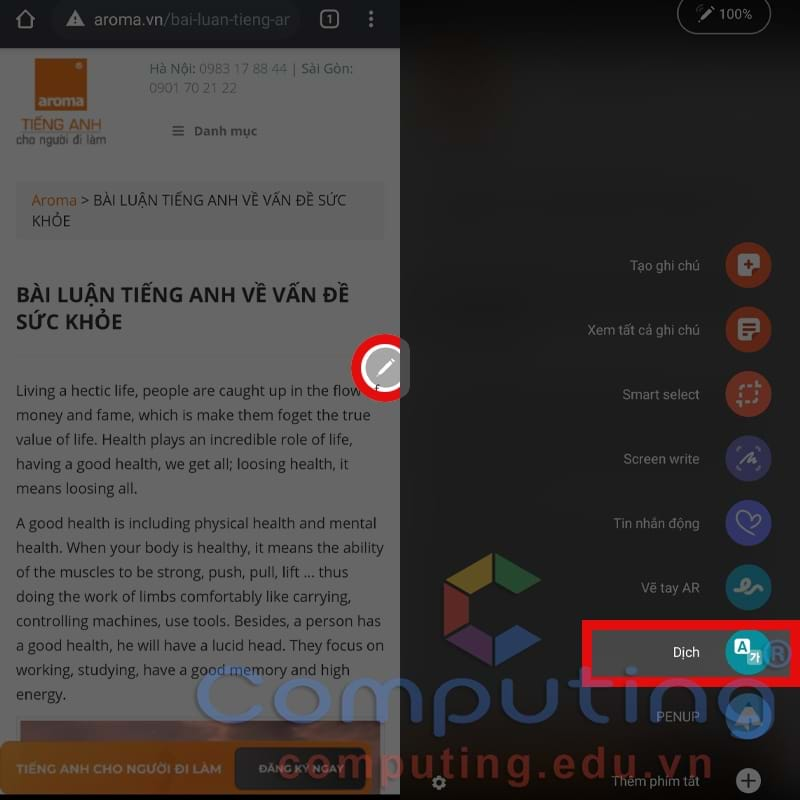 aroma.vn/bai-luan-tieng-ar
1
Hà Nội: 0983 17 88 44 | Sài Gòn:
0901 70 21 22
aroma
TIẾNG ANH
cho người đi làm
Danh mục
Aroma > BÀI LUẬN TIẾNG ANH VỀ VẤN ĐỀ SỨC
KHỎE
BÀI LUẬN TIẾNG ANH VỀ VẤN ĐỀ
SỨC KHỎE
Living a hectic life, people are caught up in the flow of
money and fame, which is make them foget the true
value of life. Health plays an incredible role of life,
having a good health, we get all; loosing health, it
means loosing all.
A good health is including physical health and mental
health. When your body is healthy, it means the ability
of the muscles to be strong, push, pull, lift ... thus
doing the work of limbs comfortably like carrying,
controlling machines, use tools. Besides, a person has
a good health, he will have a lucid head. They focus on
working, studying, have a good memory and high
energy.
TIẾNG ANH CHO NGƯỜI ĐI LÀM
ĐĂNG KÝ NGAY
100%
Tạo ghi chú
Xem tất cả ghi chú
Smart select
Screen write
Tin nhắn động
Vẽ tay AR
Dịch
A 가
PENUP
Thêm phím tắt
Computing ®
computing.edu.vn